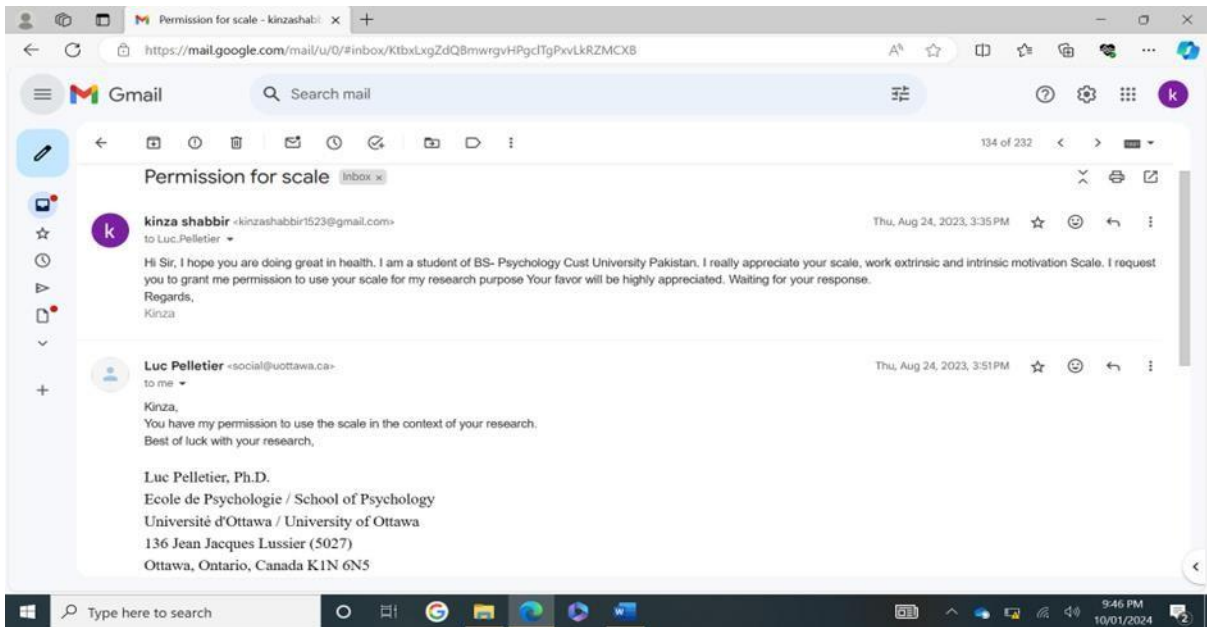 Permission for scale - kinzashabl
https://mail.google.com/mail/u/0/#inbox/KtbxLxgZdQBmwrgvHPgclTgPxvLkRZMCXB
Gmail
Search mail
k
134 of 232
Permission for scale Inbox x
k
kinza shabbir <kinzashabbir1523@gmail.com>
Thu, Aug 24, 2023, 3:35 PM
to Luc.Pelletier
Hi Sir, I hope you are doing great in health. I am a student of BS- Psychology Cust University Pakistan. I really appreciate your scale, work extrinsic and intrinsic motivation Scale. I request
you to grant me permission to use your scale for my research purpose Your favor will be highly appreciated. Waiting for your response.
Regards,
Kinza
Luc Pelletier <social@uottawa.ca>
Thu, Aug 24, 2023, 3:51 PM
to me
Kinza,
You have my permission to use the scale in the context of your research.
Best of luck with your research,
Luc Pelletier, Ph.D.
Ecole de Psychologie / School of Psychology
Université d'Ottawa / University of Ottawa
136 Jean Jacques Lussier (5027)
Ottawa, Ontario, Canada K1N 6N5
Type here to search
9:46 PM
10/01/2024
2